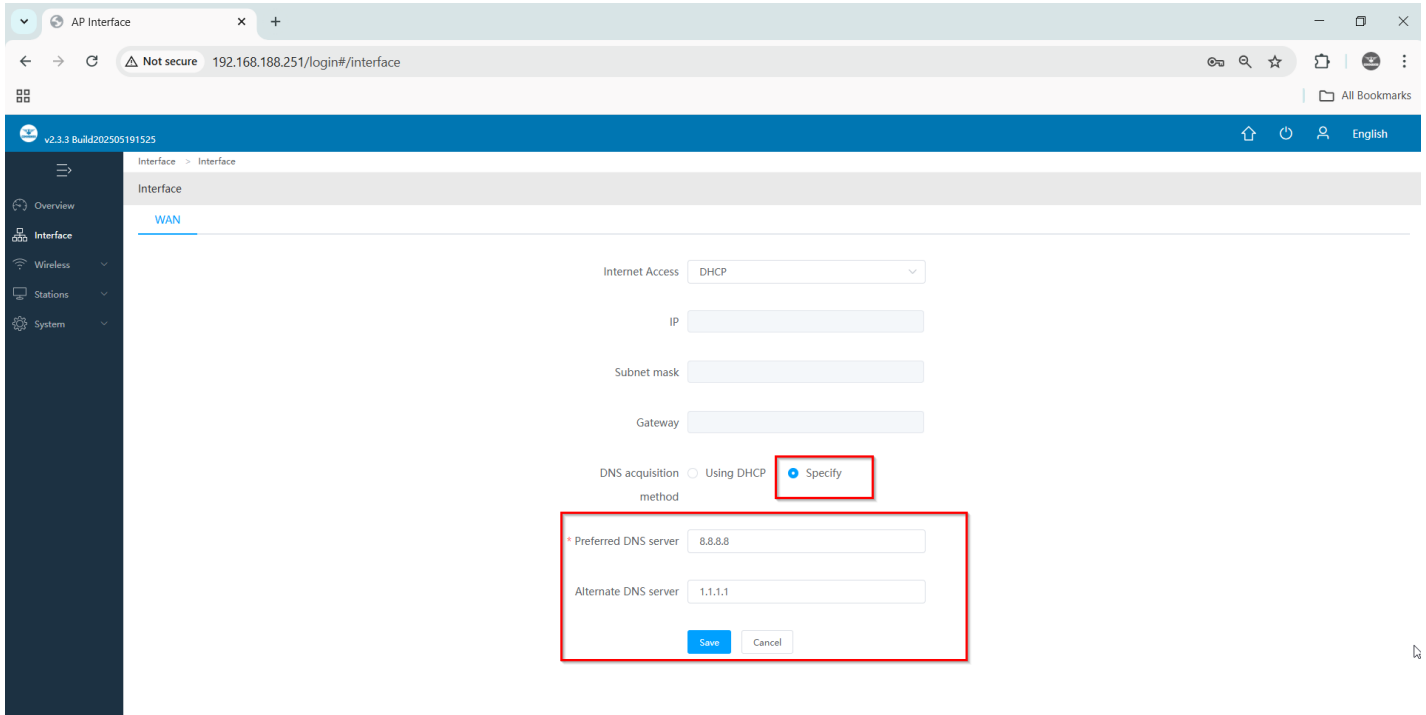 AP Interface
Not secure 192.168.188.251/login#/interface
All Bookmarks
v2.3.3 Build202505191525
English
Interface > Interface
Interface
Overview
WAN
Interface
Wireless
Stations
System
Internet Access DHCP
IP
Subnet mask
Gateway
DNS acquisition method Using DHCP Specify
* Preferred DNS server 8.8.8.8
Alternate DNS server 1.1.1.1
Save Cancel